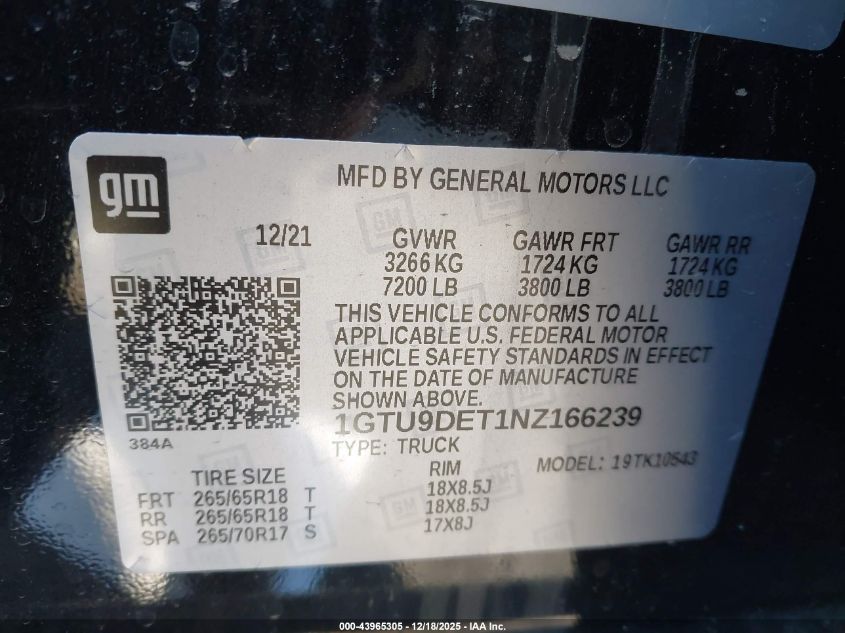 gm
MFD BY GENERAL MOTORS LLC
12/21 GVWR GAWR FRT GAWR RR
3266 KG 1724 KG 1724 KG
7200 LB 3800 LB 3800 LB
THIS VEHICLE CONFORMS TO ALL
APPLICABLE U.S. FEDERAL MOTOR
VEHICLE SAFETY STANDARDS IN EFFECT
ON THE DATE OF MANUFACTURE
SHOWN ABOVE.
1GTU9DET1NZ166239
384A
TYPE: TRUCK
MODEL: 19TK10543
TIRE SIZE RIM
FRT 265/65R18 T 18X8.5J
RR 265/65R18 T 18X8.5J
SPA 265/70R17 S 17X8J
000-43965305 - 12/18/2025 - IAA Inc.